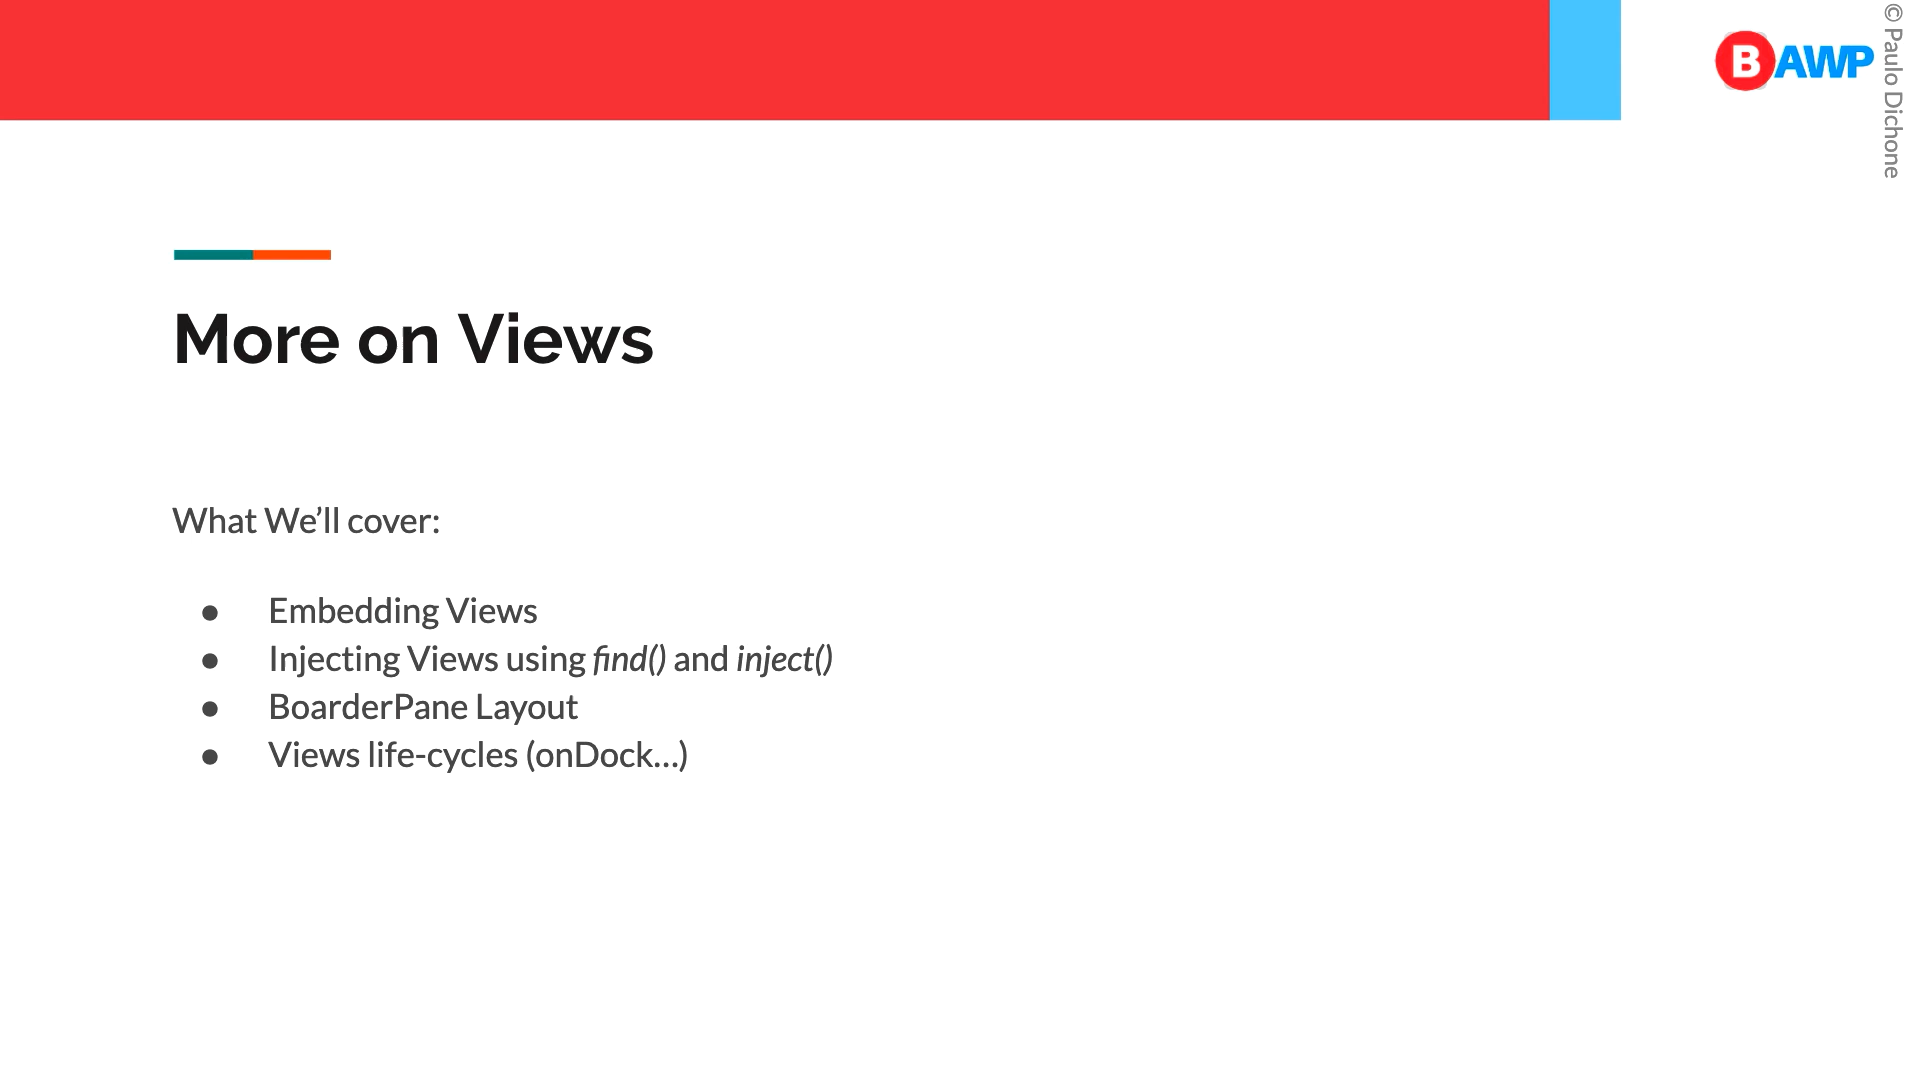 BAWP
© Paulo Dichone
More on Views
What We’ll cover:
● Embedding Views
● Injecting Views using find() and inject()
● BoarderPane Layout
● Views life-cycles (onDock...)